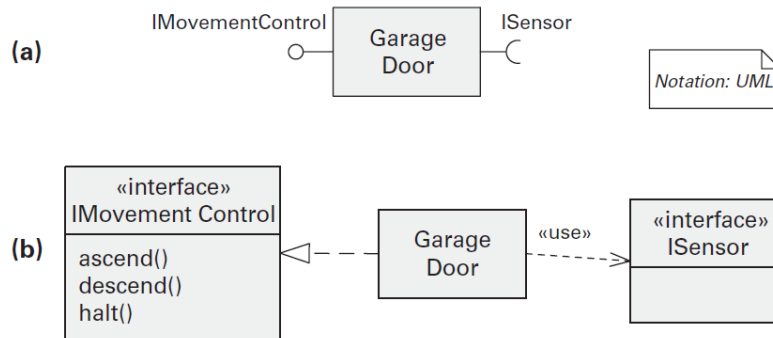 IMovementControl
ISensor
(a)
Garage
Door
Notation: UML
«interface»
IMovement Control
ascend()
descend()
halt()
(b)
Garage
Door
«use»
«interface»
ISensor